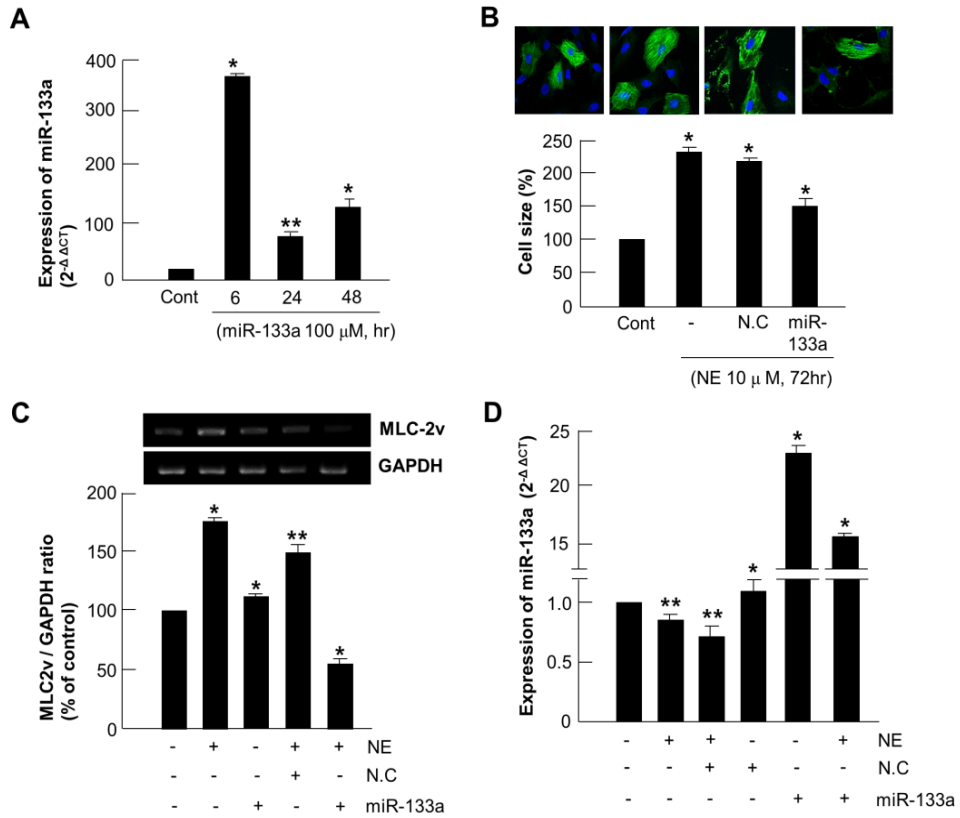 A
Expression of miR-133a
(2-Δ ΔCT)
400
300
200
100
0
*
**
*
Cont 6 24 48
(miR-133a 100 μM, hr)
B
Cell size (%)
250
200
150
100
50
0
*
*
*
Cont - N.C miR-
133a
(NE 10 μ M, 72hr)
C
MLC-2v
GAPDH
MLC2v / GAPDH ratio
(% of control)
200
150
100
50
0
*
*
**
*
- + - + + NE
- - - + - N.C
- - + - + miR-133a
D
Expression of miR-133a (2-Δ ΔCT)
25
20
15
1.0
0.5
0
**
**
*
*
*
- + + - - + NE
- - + + - - N.C
- - - - + + miR-133a